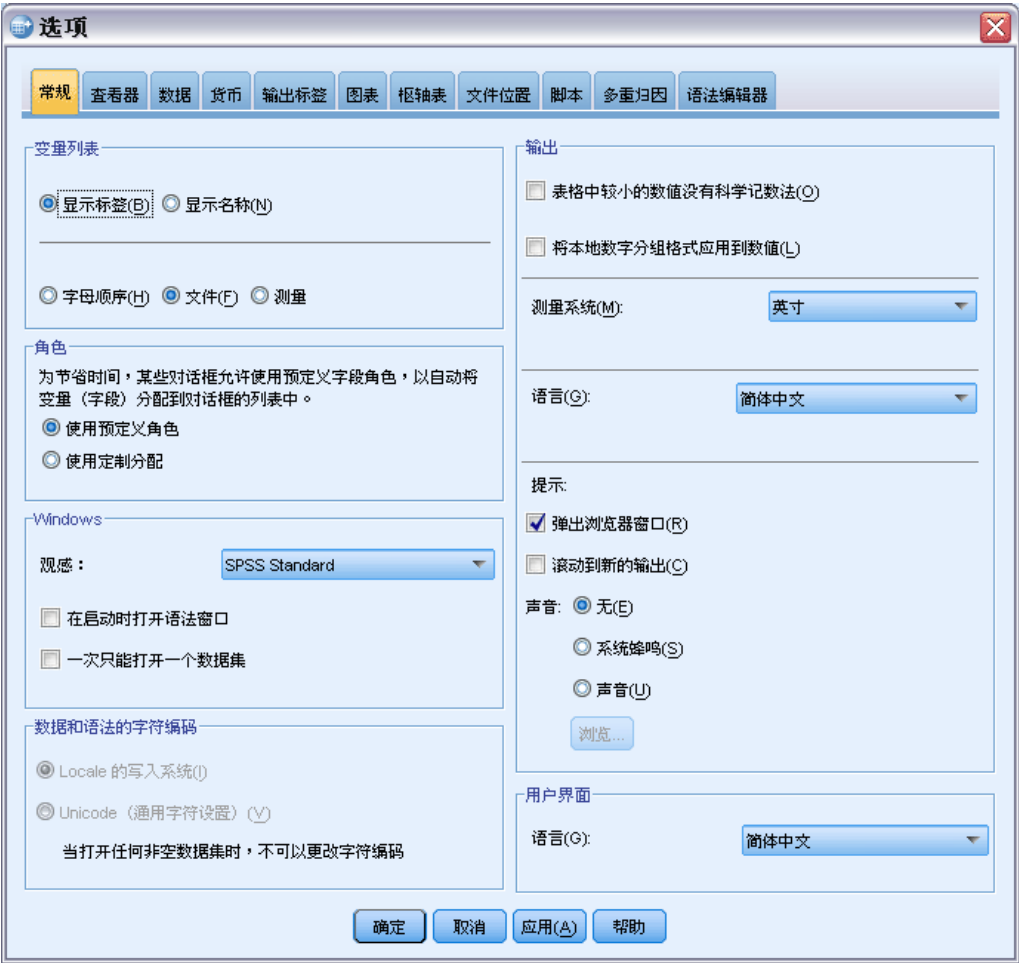 选项
常规 查看器 数据 货币 输出标签 图表 枢轴表 文件位置 脚本 多重归因 语法编辑器
变量列表
显示标签(B) 显示名称(N)
字母顺序(H) 文件(F) 测量
角色
为节省时间，某些对话框允许使用预定义字段角色，以自动将
变量（字段）分配到对话框的列表中。
使用预定义角色
使用定制分配
Windows
观感：
SPSS Standard
在启动时打开语法窗口
一次只能打开一个数据集
数据和语法的字符编码
Locale 的写入系统(I)
Unicode（通用字符设置）(V)
当打开任何非空数据集时，不可以更改字符编码
输出
表格中较小的数值没有科学记数法(O)
将本地数字分组格式应用到数值(L)
测量系统(M):
英寸
语言(G):
简体中文
提示:
弹出浏览器窗口(R)
滚动到新的输出(C)
声音: 无(E)
系统蜂鸣(S)
声音(U)
浏览...
用户界面
语言(G):
简体中文
确定 取消 应用(A) 帮助